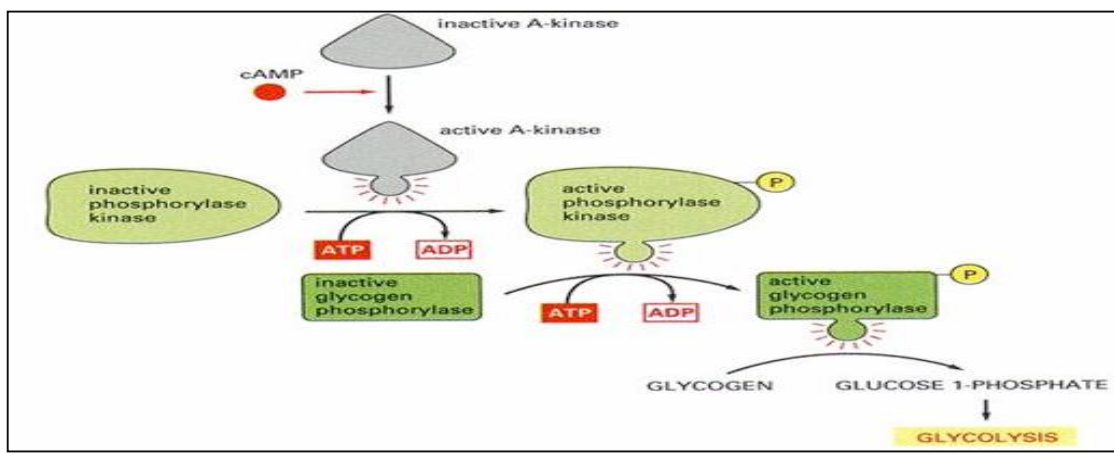 inactive A-kinase
cAMP
active A-kinase
inactive
phosphorylase
kinase
active
phosphorylase
kinase
P
ATP
ADP
inactive
glycogen
phosphorylase
ATP
ADP
active
glycogen
phosphorylase
P
GLYCOGEN
GLUCOSE 1-PHOSPHATE
GLYCOLYSIS